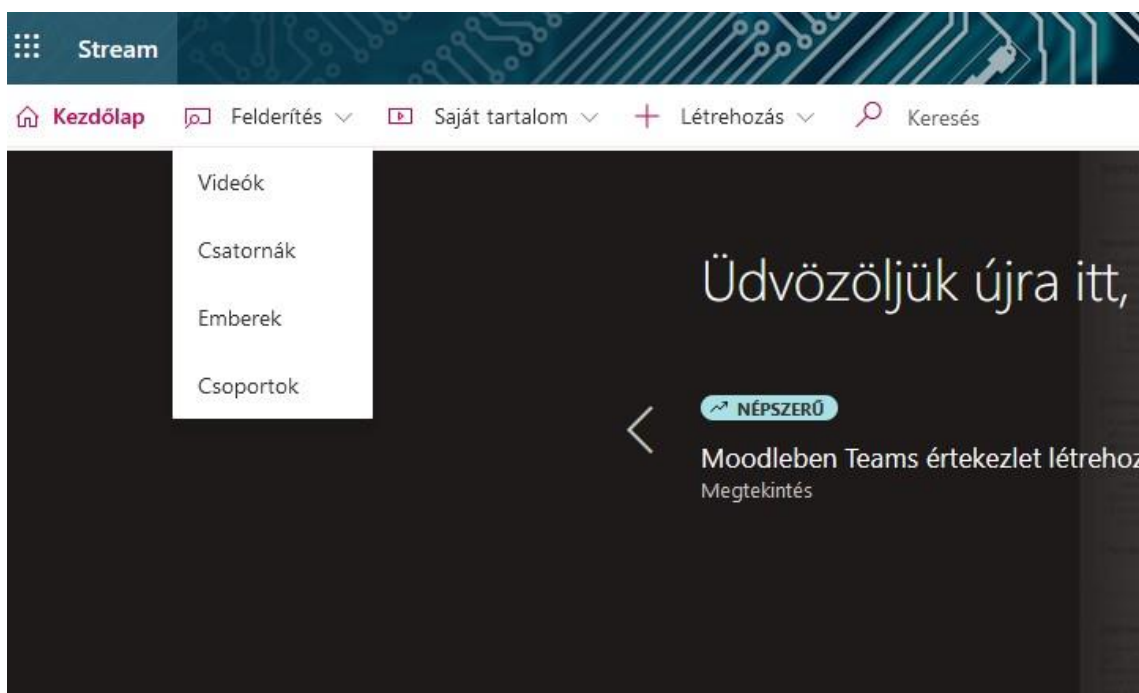 Stream
Kezdőlap Felderítés Saját tartalom Létrehozás Keresés
Videók
Csatornák
Emberek
Csoportok
Üdvözöljük újra itt,
NÉPSZERŰ
Moodleben Teams értekezlet létrehoz
Megtekintés